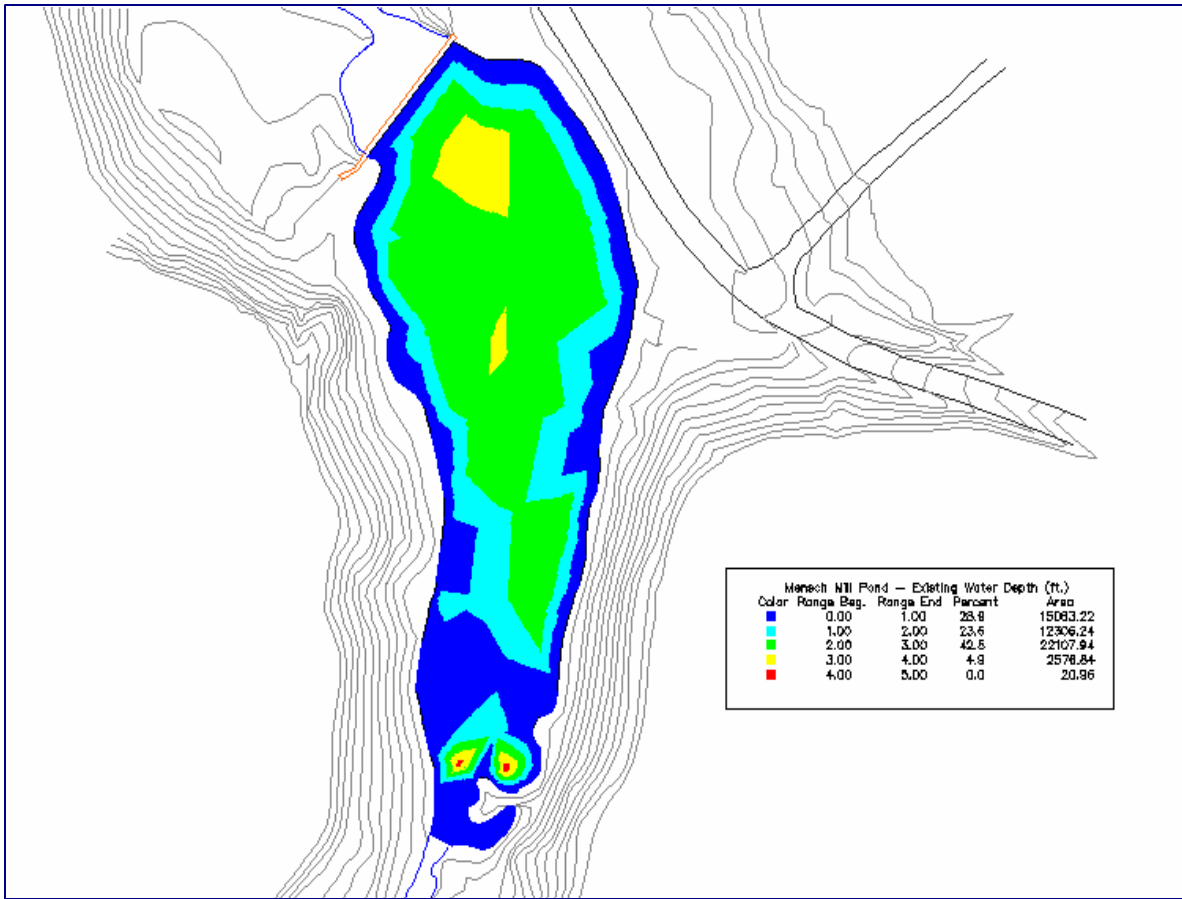 Mensch Mill Pond — Existing Water Depth (ft.)
Color Range Beg. Range End Percent Area
0.00 1.00 28.9 15063.22
1.00 2.00 23.6 12306.24
2.00 3.00 42.5 22107.94
3.00 4.00 4.9 2576.84
4.00 5.00 0.0 20.96